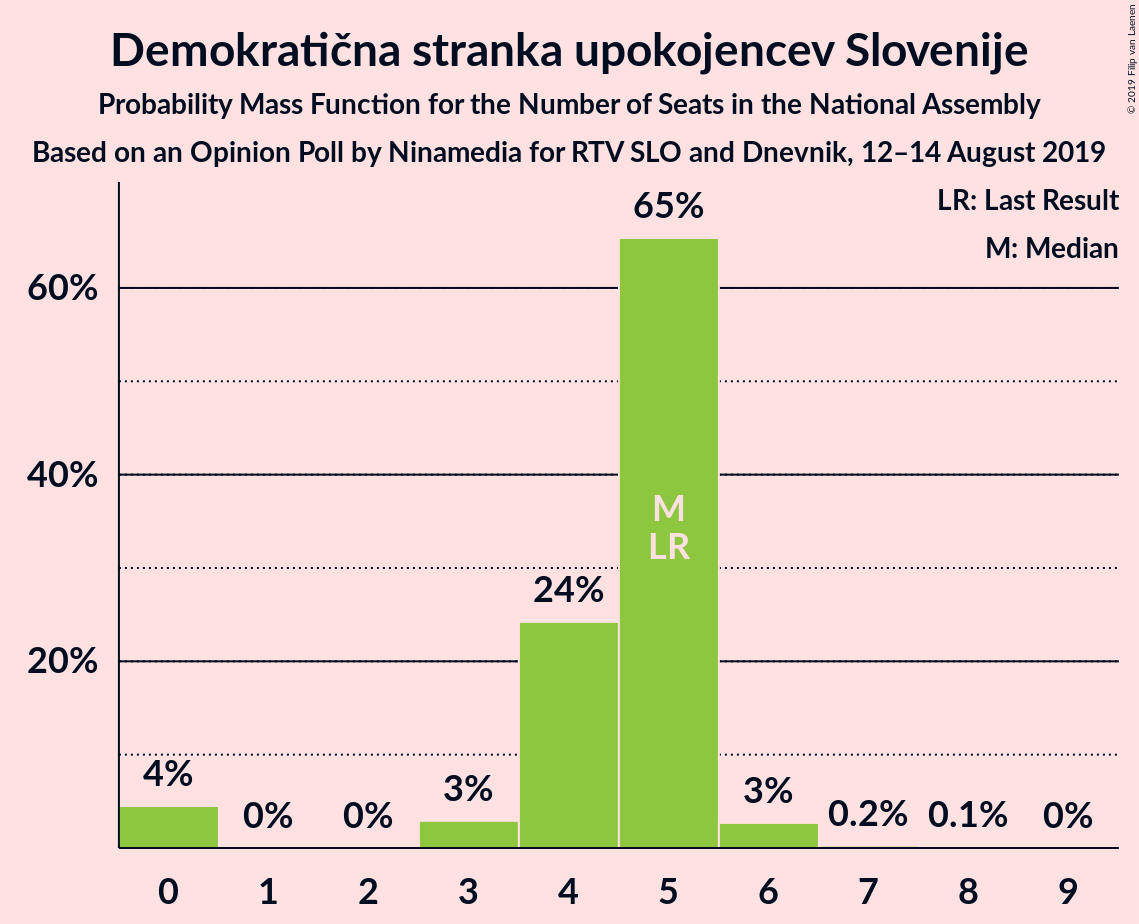 Demokratična stranka upokojencev Slovenije
Probability Mass Function for the Number of Seats in the National Assembly
Based on an Opinion Poll by Ninamedia for RTV SLO and Dnevnik, 12–14 August 2019
© 2019 Filip van Laenen
LR: Last Result
M: Median
60%
40%
20%
4%
0%
0%
3%
24%
65%
M
LR
3%
0.2%
0.1%
0%
0 1 2 3 4 5 6 7 8 9